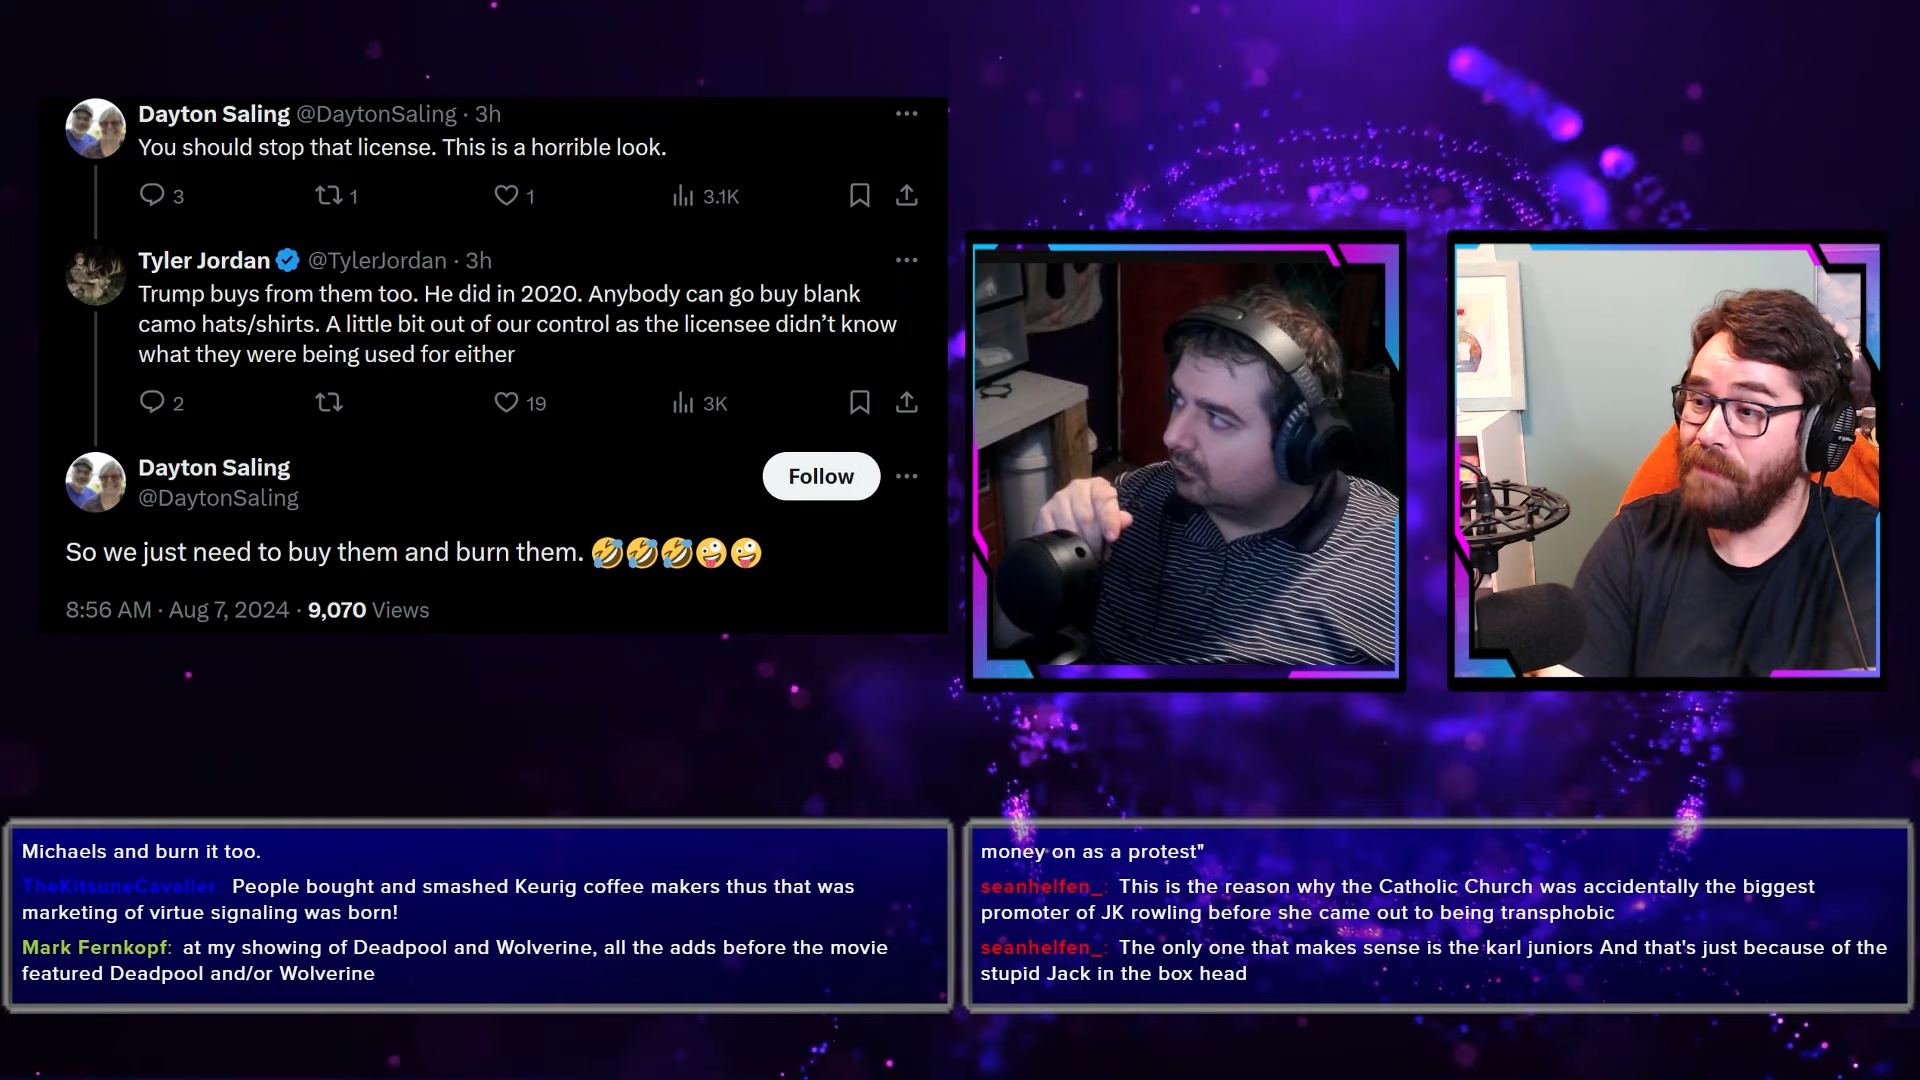 Dayton Saling @DaytonSaling · 3h
You should stop that license. This is a horrible look.
3 1 1 3.1K
Tyler Jordan @TylerJordan · 3h
Trump buys from them too. He did in 2020. Anybody can go buy blank
camo hats/shirts. A little bit out of our control as the licensee didn’t know
what they were being used for either
2 19 3K
Dayton Saling
@DaytonSaling
Follow
So we just need to buy them and burn them. 🤣🤣🤣🤪🤪
8:56 AM · Aug 7, 2024 · 9,070 Views
Michaels and burn it too.
TheKitsuneCavalier: People bought and smashed Keurig coffee makers thus that was
marketing of virtue signaling was born!
Mark Fernkopf: at my showing of Deadpool and Wolverine, all the adds before the movie
featured Deadpool and/or Wolverine
money on as a protest"
seanhelfen_: This is the reason why the Catholic Church was accidentally the biggest
promoter of JK rowling before she came out to being transphobic
seanhelfen_: The only one that makes sense is the karl juniors And that's just because of the
stupid Jack in the box head